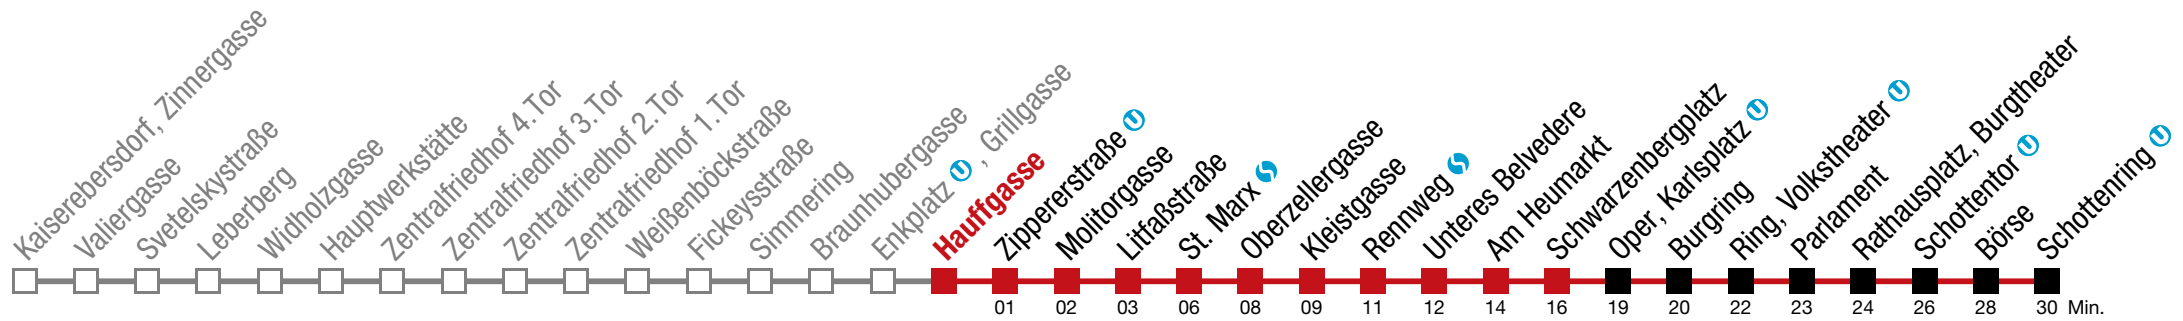 Kaiserebersdorf, Zinnergasse
Valiergasse
Svetelskystraße
Leberberg
Widholzgasse
Hauptwerkstätte
Zentralfriedhof 4.Tor
Zentralfriedhof 3.Tor
Zentralfriedhof 2.Tor
Zentralfriedhof 1.Tor
Weißenböckstraße
Fickeysstraße
Simmering
Braunhubergasse
Enkplatz U , Grillgasse
Hauffgasse
Zippererstraße U
Molitorgasse
Litfaßstraße
St. Marx S
Oberzellergasse
Kleistgasse
Rennweg S
Unteres Belvedere
Am Heumarkt
Schwarzenbergplatz
Oper, Karlsplatz U
Burgring
Ring, Volkstheater U
Parlament
Rathausplatz, Burgtheater
Schottentor U
Börse
Schottenring U
01 02 03 06 08 09 11 12 14 16 19 20 22 23 24 26 28 30 Min.